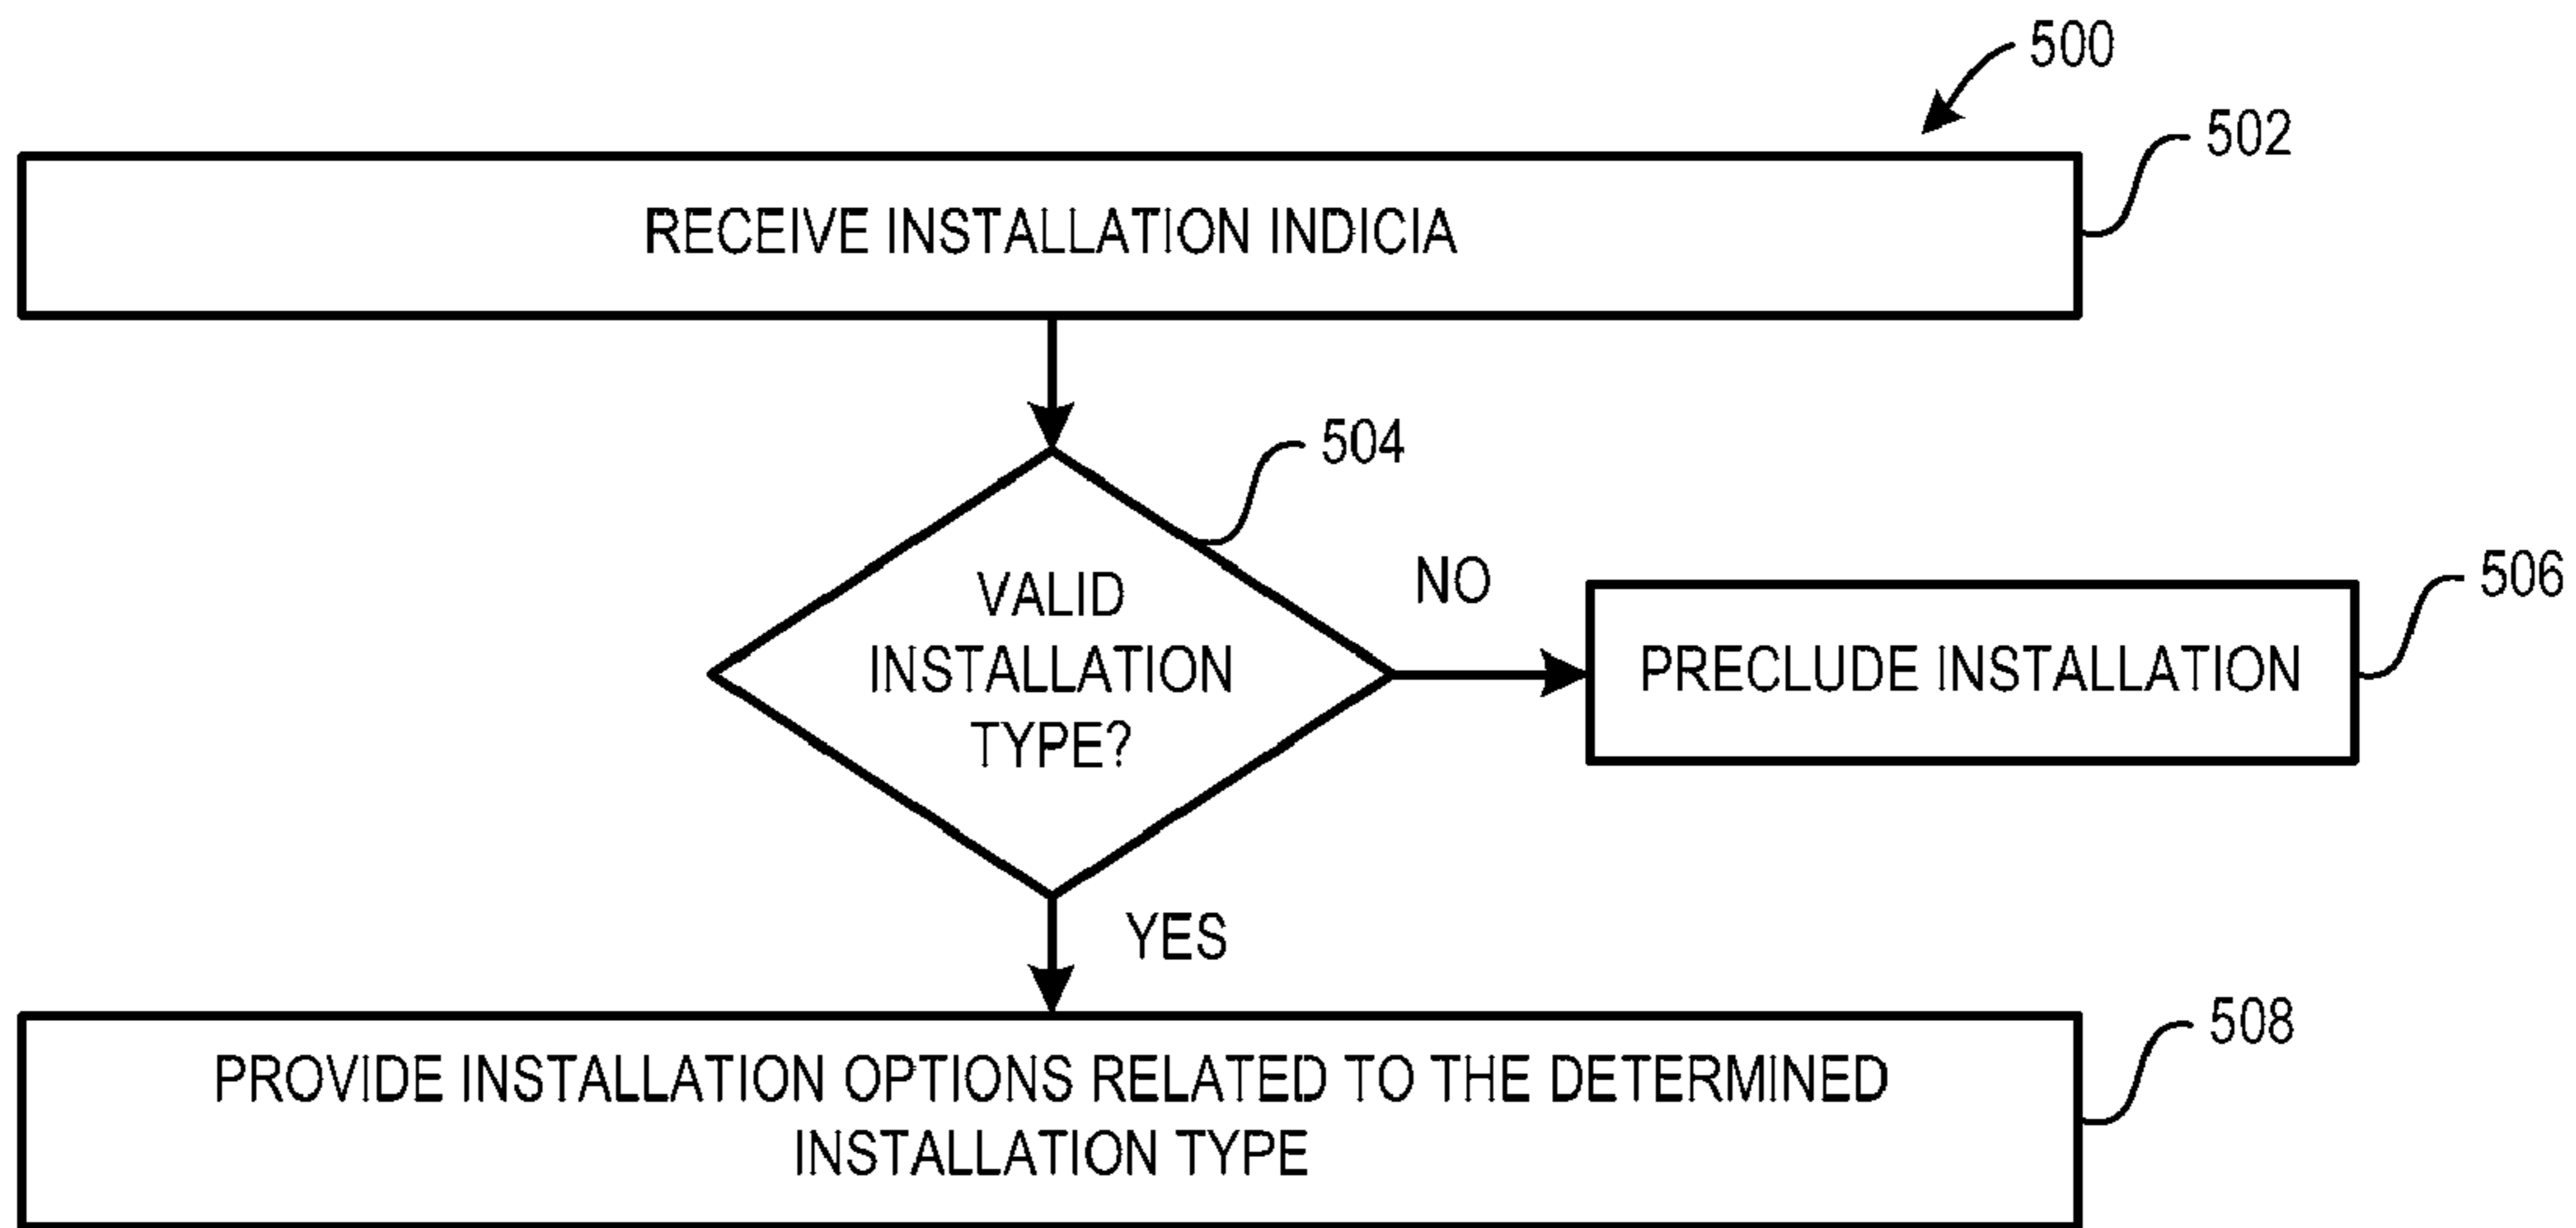 500
502
RECEIVE INSTALLATION INDICIA
504
VALID
INSTALLATION
TYPE?
NO
506
PRECLUDE INSTALLATION
YES
508
PROVIDE INSTALLATION OPTIONS RELATED TO THE DETERMINED
INSTALLATION TYPE